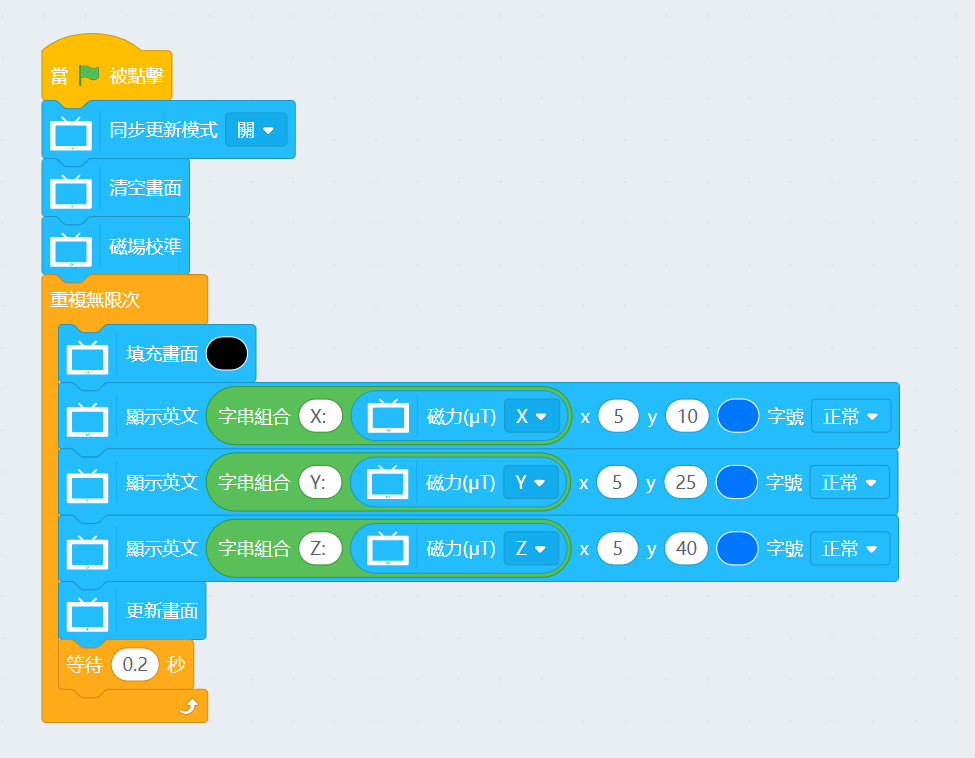 當 被點擊
同步更新模式 關
清空畫面
磁場校準
重複無限次
填充畫面
顯示英文 字串組合 X: 磁力(µT) X x 5 y 10 字號 正常
顯示英文 字串組合 Y: 磁力(µT) Y x 5 y 25 字號 正常
顯示英文 字串組合 Z: 磁力(µT) Z x 5 y 40 字號 正常
更新畫面
等待 0.2 秒